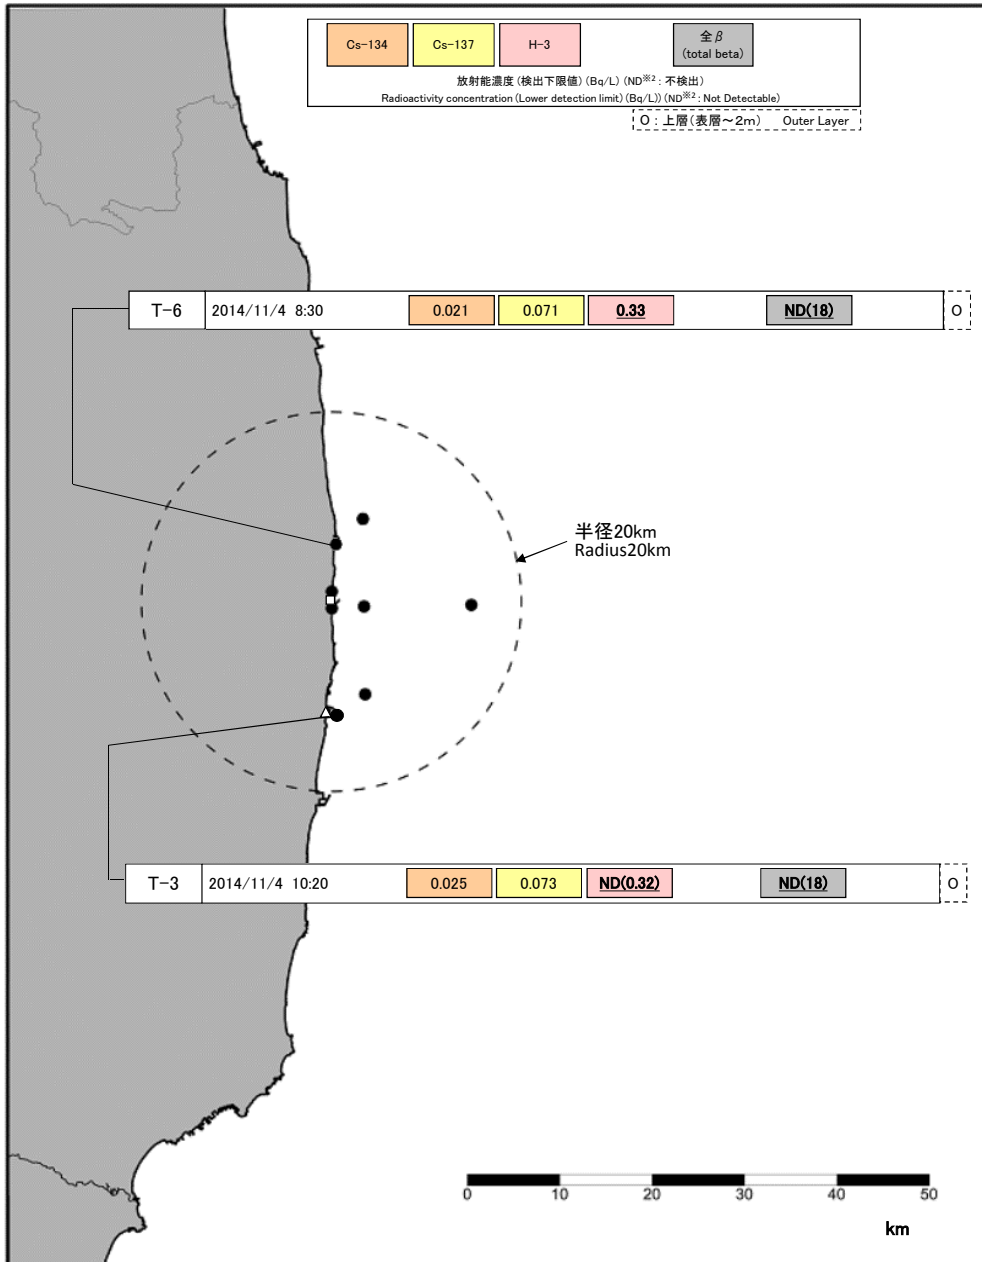 Cs-134 Cs-137 H-3 全β
(total beta)
放射能濃度(検出下限値)(Bq/L)(ND※2:不検出)
Radioactivity concentration(Lower detection limit)(Bq/L))(ND※2:Not Detectable)
O:上層(表層~2m) Outer Layer
T-6 2014/11/4 8:30 0.021 0.071 0.33 ND(18) O
半径20km
Radius20km
T-3 2014/11/4 10:20 0.025 0.073 ND(0.32) ND(18) O
0 10 20 30 40 50
km